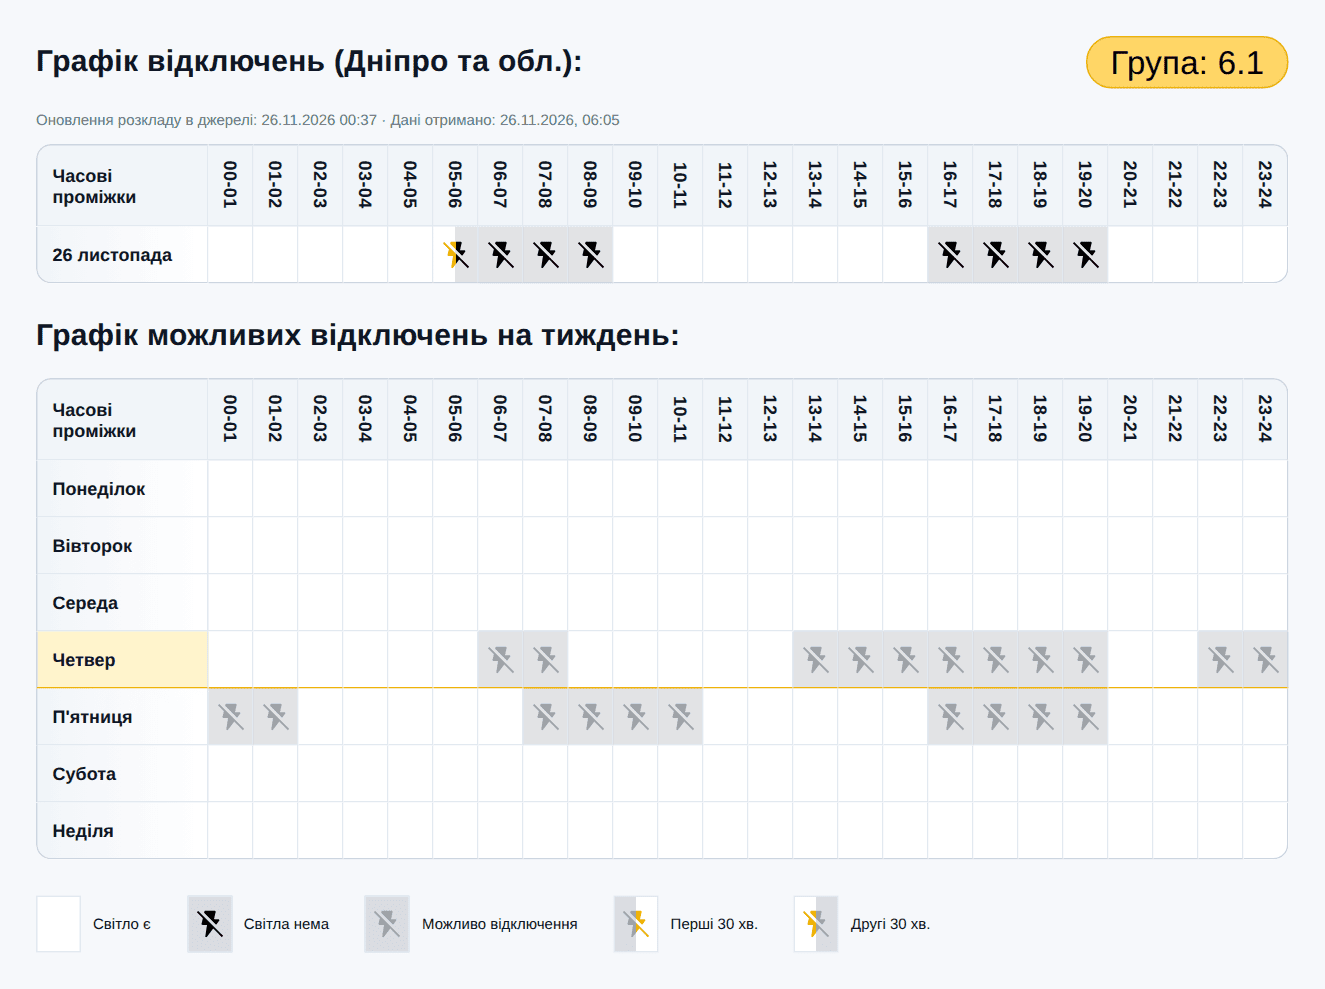 Графік відключень (Дніпро та обл.):
Група: 6.1
Оновлення розкладу в джерелі: 26.11.2026 00:37 · Дані отримано: 26.11.2026, 06:05
Часові проміжки 00-01 01-02 02-03 03-04 04-05 05-06 06-07 07-08 08-09 09-10 10-11 11-12 12-13 13-14 14-15 15-16 16-17 17-18 18-19 19-20 20-21 21-22 22-23 23-24
26 листопада
Графік можливих відключень на тиждень:
Часові проміжки 00-01 01-02 02-03 03-04 04-05 05-06 06-07 07-08 08-09 09-10 10-11 11-12 12-13 13-14 14-15 15-16 16-17 17-18 18-19 19-20 20-21 21-22 22-23 23-24
Понеділок
Вівторок
Середа
Четвер
П'ятниця
Субота
Неділя
Світло є Світла нема Можливо відключення Перші 30 хв. Другі 30 хв.